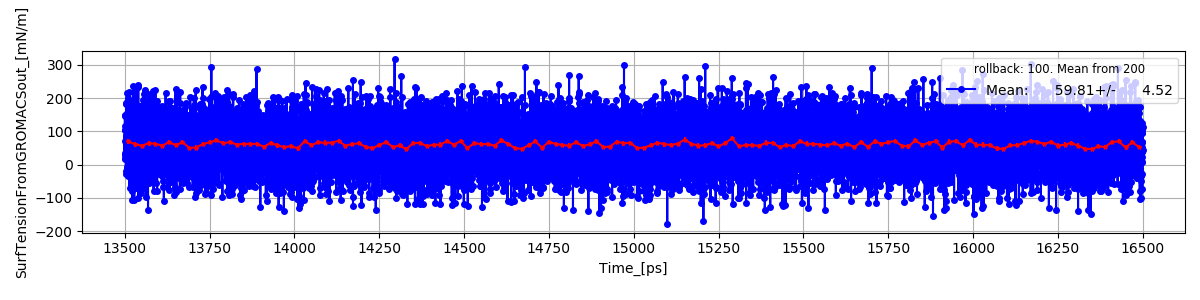 SurfTensionFromGROMACSout_[mN/m]
300
200
100
0
−100
−200
rollback: 100. Mean from 200
Mean: 59.81+/- 4.52
13500 13750 14000 14250 14500 14750 15000 15250 15500 15750 16000 16250 16500
Time_[ps]